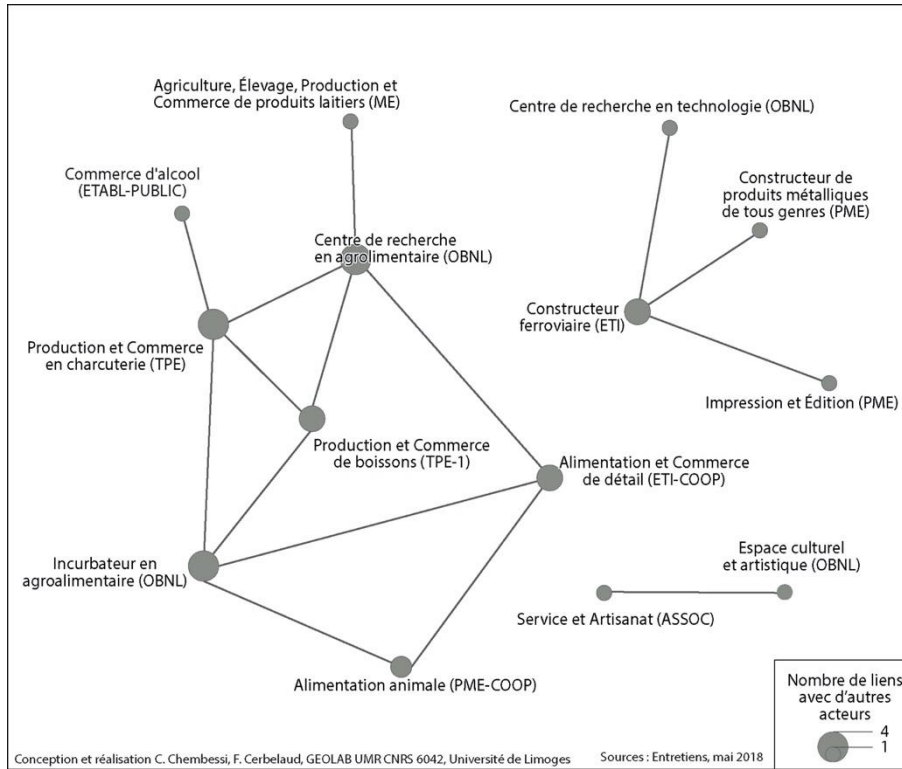 Agriculture, Élevage, Production et
Commerce de produits laitiers (ME)
Centre de recherche en technologie (OBNL)
Commerce d'alcool
(ETABL-PUBLIC)
Constructeur de
produits métalliques
de tous genres (PME)
Centre de recherche
en agrolimentaire (OBNL)
Constructeur
ferroviaire (ETI)
Production et Commerce
en charcuterie (TPE)
Impression et Édition (PME)
Production et Commerce
de boissons (TPE-1)
Alimentation et Commerce
de détail (ETI-COOP)
Incurbateur en
agroalimentaire (OBNL)
Espace culturel
et artistique (OBNL)
Service et Artisanat (ASSOC)
Alimentation animale (PME-COOP)
Nombre de liens
avec d'autres
acteurs
4
1
Conception et réalisation C. Chembessi, F. Cerbelaud, GEOLAB UMR CNRS 6042, Université de Limoges
Sources : Entretiens, mai 2018